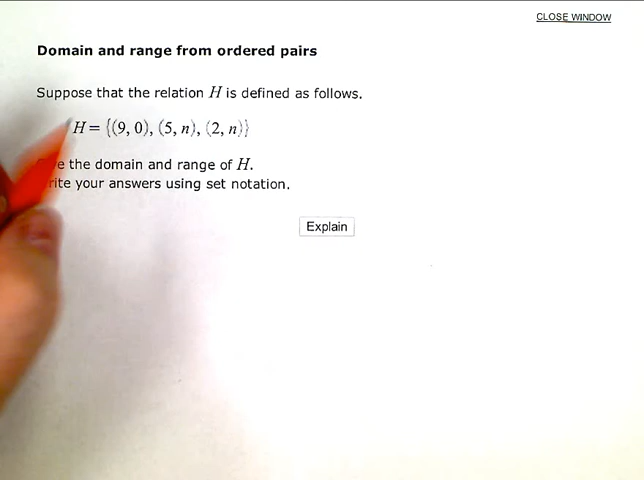 CLOSE WINDOW
Domain and range from ordered pairs
Suppose that the relation H is defined as follows.
H = {(9, 0), (5, n), (2, n)}
the domain and range of H.
your answers using set notation.
Explain